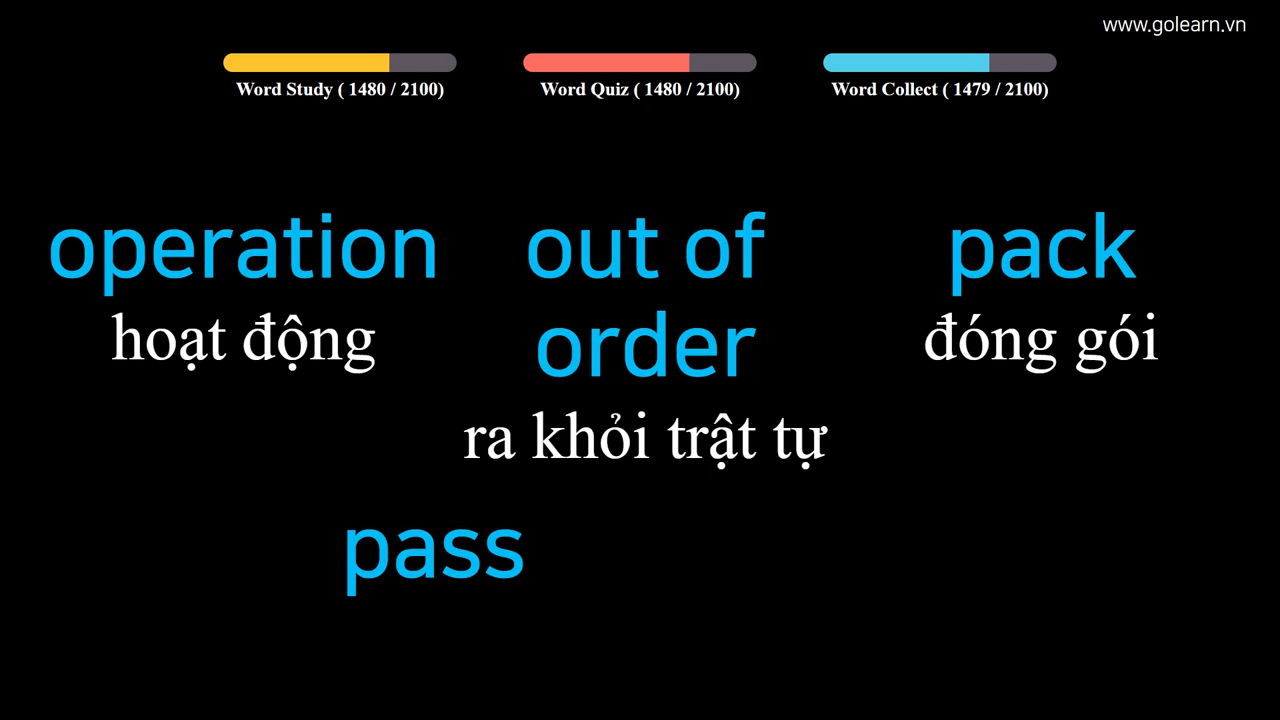 www.golearn.vn
Word Study ( 1480 / 2100)
Word Quiz ( 1480 / 2100)
Word Collect ( 1479 / 2100)
operation
hoạt động
out of
order
ra khỏi trật tự
pack
đóng gói
pass